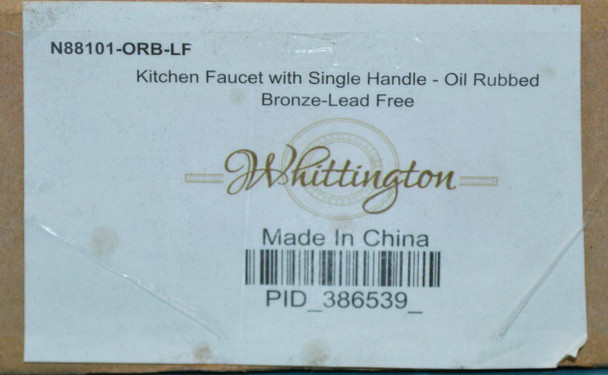 N88101-ORB-LF
Kitchen Faucet with Single Handle - Oil Rubbed
Bronze-Lead Free
Whittington
Made In China
PID_386539_